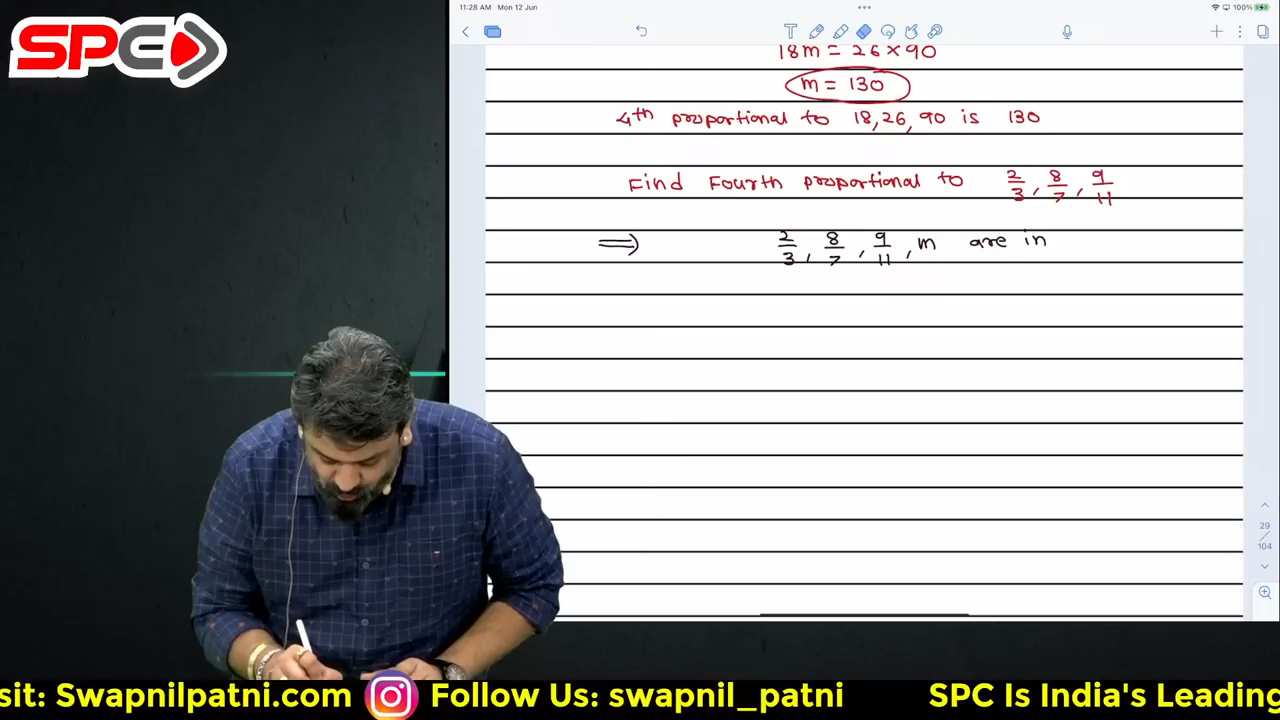 11:28 AM Mon 12 Jun
100%
SPC
18m = 26 × 90
m = 130
4th proportional to 18, 26, 90 is 130
Find Fourth proportional to 2/3, 8/7, 9/11
⇒ 2/3, 8/7, 9/11, m are in
29
/
104
sit: Swapnilpatni.com Follow Us: swapnil_patni SPC Is India's Leading